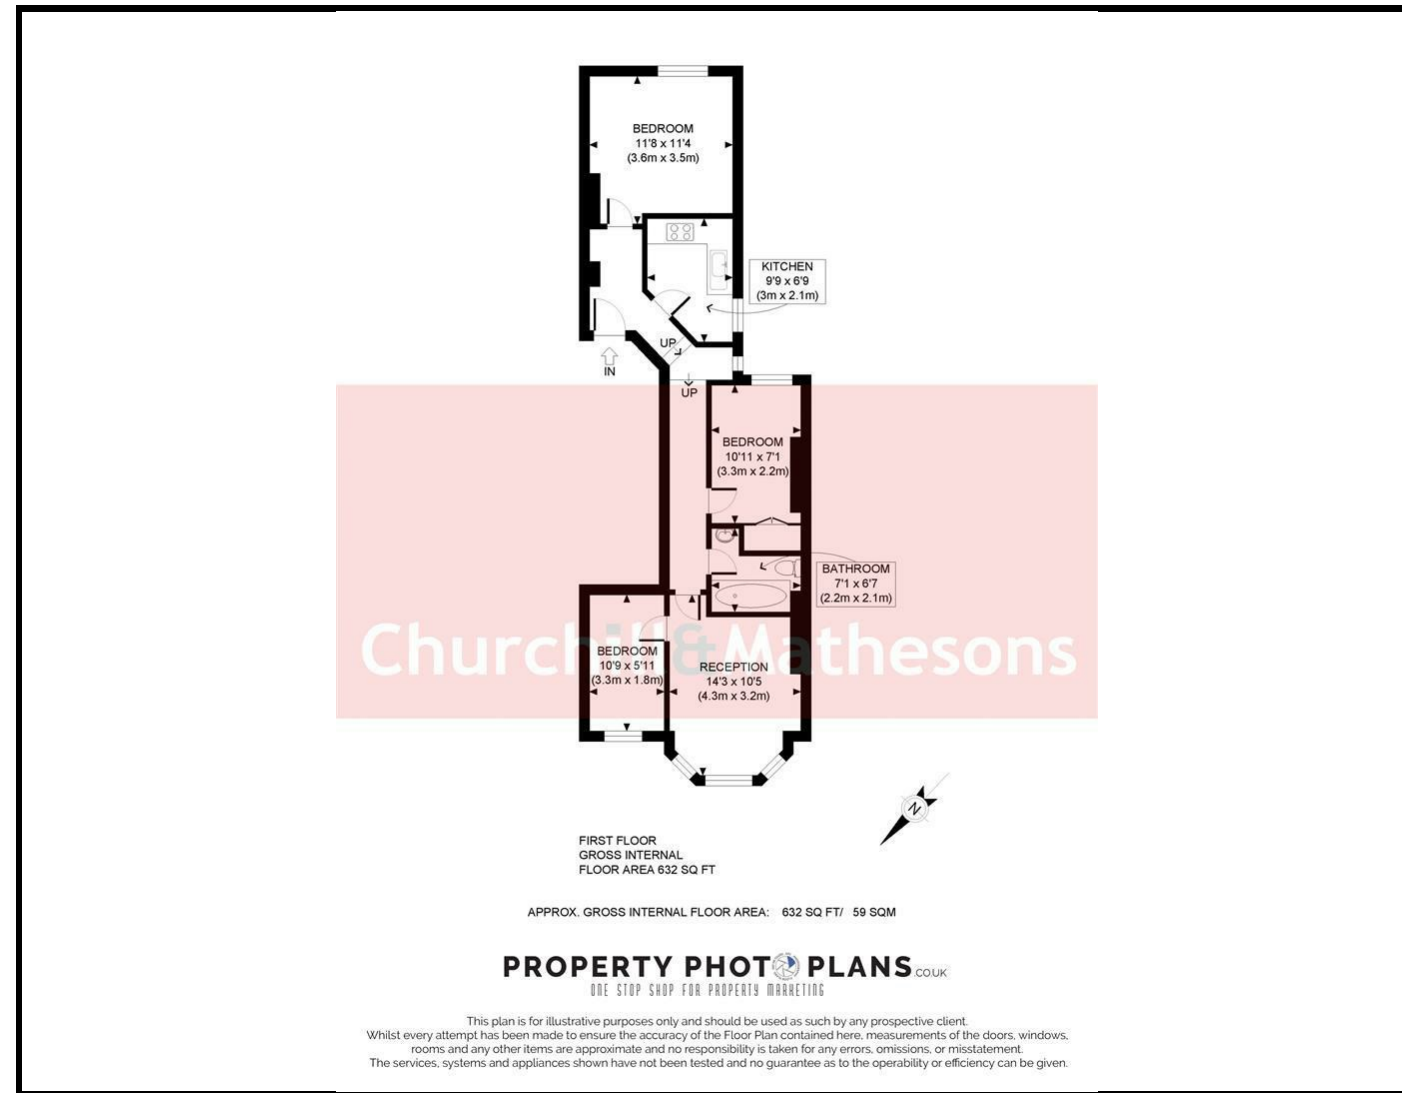 BEDROOM
11'8 x 11'4
(3.6m x 3.5m)
KITCHEN
9'9 x 6'9
(3m x 2.1m)
UP
IN
UP
BEDROOM
10'11 x 7'1
(3.3m x 2.2m)
BATHROOM
7'1 x 6'7
(2.2m x 2.1m)
Churchill&Mathesons
BEDROOM
10'9 x 5'11
(3.3m x 1.8m)
RECEPTION
14'3 x 10'5
(4.3m x 3.2m)
N
FIRST FLOOR
GROSS INTERNAL
FLOOR AREA 632 SQ FT
APPROX. GROSS INTERNAL FLOOR AREA: 632 SQ FT/ 59 SQM
PROPERTY PHOTO PLANS.CO.UK
ONE STOP SHOP FOR PROPERTY MARKETING
This plan is for illustrative purposes only and should be used as such by any prospective client.
Whilst every attempt has been made to ensure the accuracy of the Floor Plan contained here, measurements of the doors, windows,
rooms and any other items are approximate and no responsibility is taken for any errors, omissions, or misstatement.
The services, systems and appliances shown have not been tested and no guarantee as to the operability or efficiency can be given.